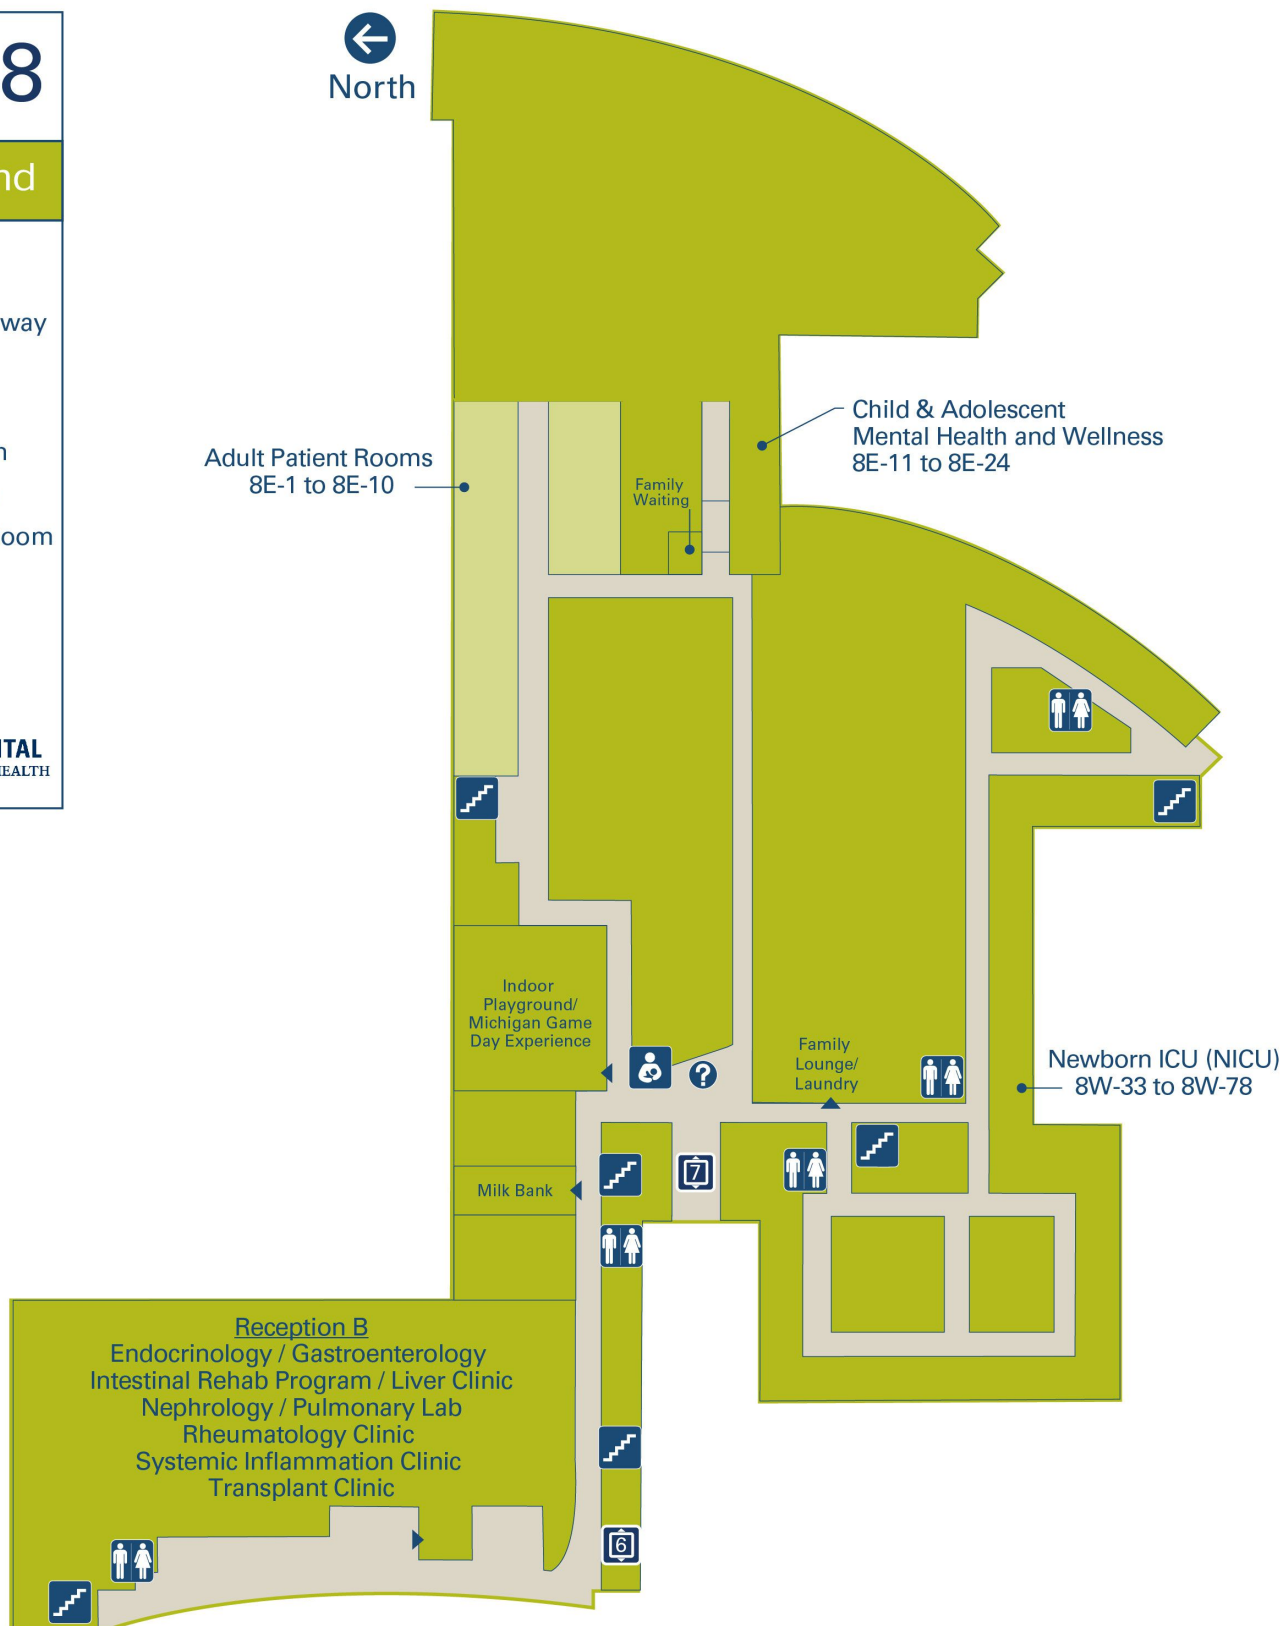 8
nd
way
n
oom
ITAL
HEALTH
North
Adult Patient Rooms
8E-1 to 8E-10
Child & Adolescent
Mental Health and Wellness
8E-11 to 8E-24
Family
Waiting
Indoor
Playground/
Michigan Game
Day Experience
?
Family
Lounge/
Laundry
Newborn ICU (NICU)
8W-33 to 8W-78
7
Milk Bank
Reception B
Endocrinology / Gastroenterology
Intestinal Rehab Program / Liver Clinic
Nephrology / Pulmonary Lab
Rheumatology Clinic
Systemic Inflammation Clinic
Transplant Clinic
6